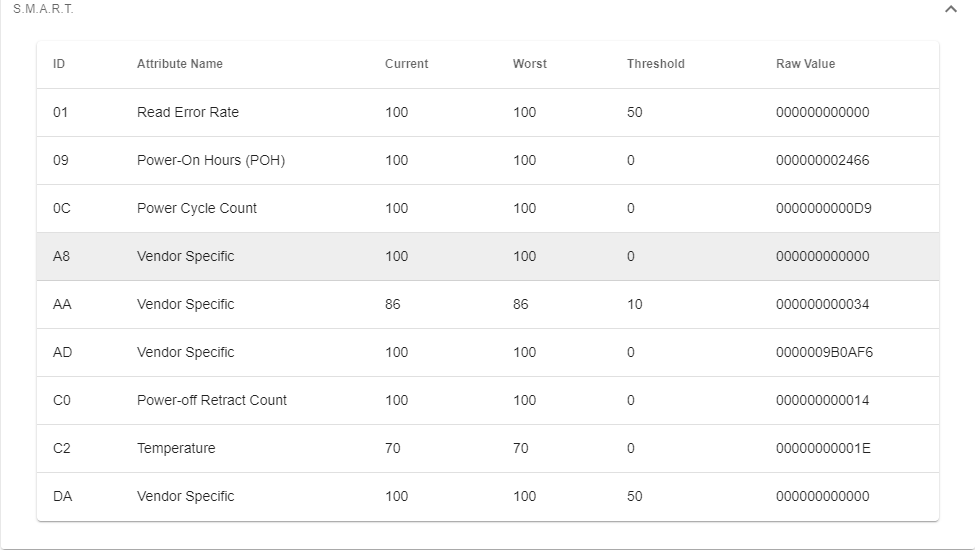 S.M.A.R.T.
ID Attribute Name Current Worst Threshold Raw Value
01 Read Error Rate 100 100 50 000000000000
09 Power-On Hours (POH) 100 100 0 000000002466
0C Power Cycle Count 100 100 0 0000000000D9
A8 Vendor Specific 100 100 0 000000000000
AA Vendor Specific 86 86 10 000000000034
AD Vendor Specific 100 100 0 0000009B0AF6
C0 Power-off Retract Count 100 100 0 000000000014
C2 Temperature 70 70 0 00000000001E
DA Vendor Specific 100 100 50 000000000000